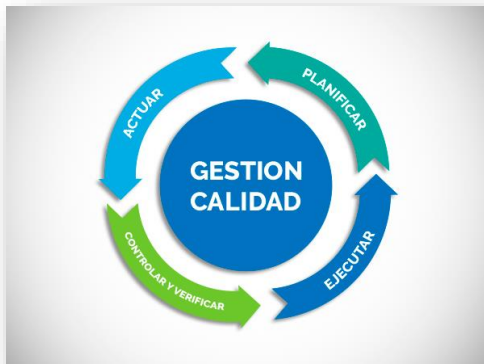 ACTUAR
PLANIFICAR
GESTION
CALIDAD
CONTROLAR Y VERIFICAR
EJECUTAR